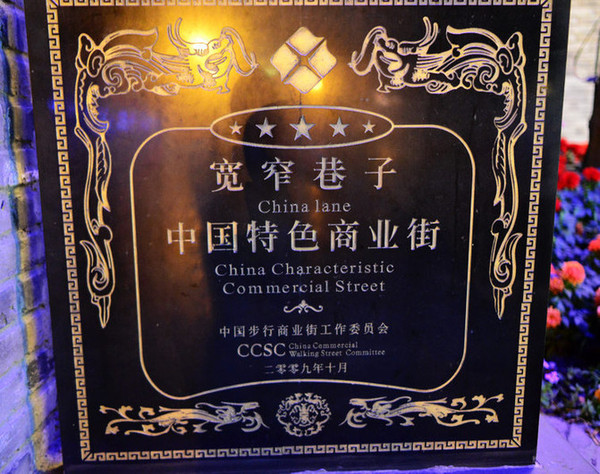 宽窄巷子
China lane
中国特色商业街
China Characteristic
Commercial Street
中国步行商业街工作委员会
CCSC China Commercial
Walking Street Committee
二零零九年十月